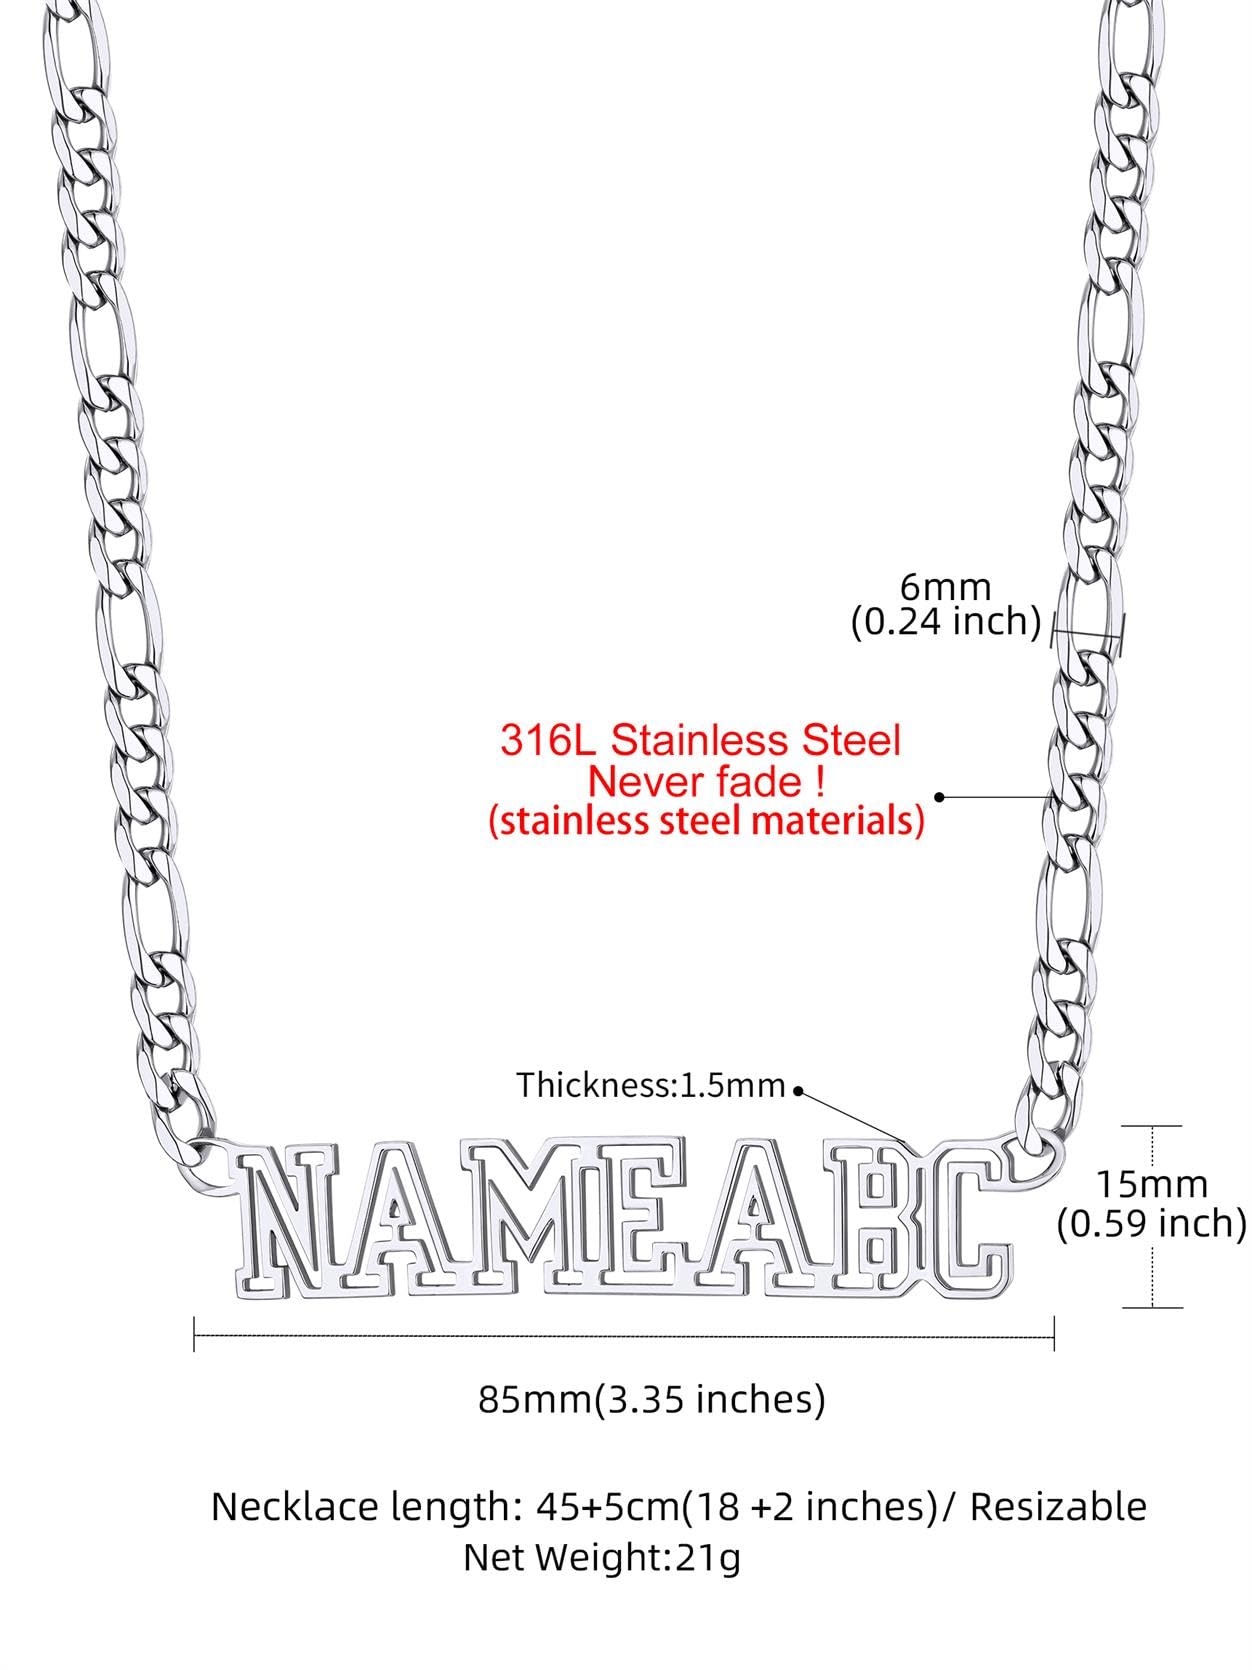 6mm
(0.24 inch)
316L Stainless Steel
Never fade !
(stainless steel materials)
Thickness:1.5mm
NAMEABC
15mm
(0.59 inch)
85mm(3.35 inches)
Necklace length: 45+5cm(18 +2 inches)/ Resizable
Net Weight:21g